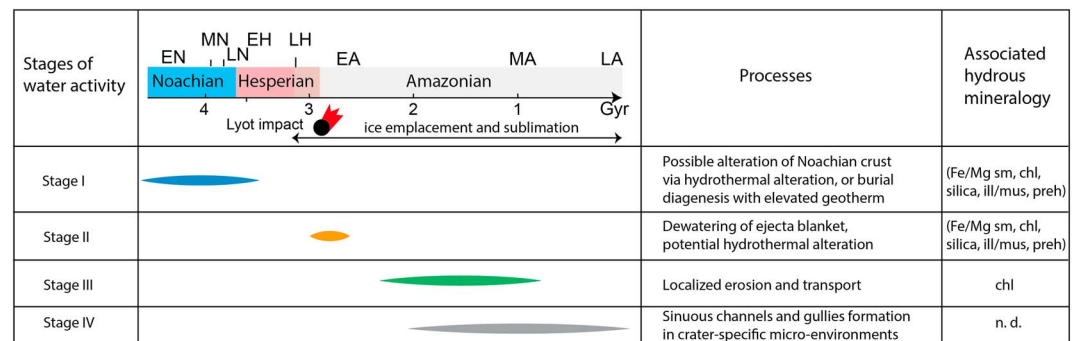 Stages of
water activity
EN
MN
LN
EH
LH
EA
MA
LA
Noachian
Hesperian
Amazonian
4
3
2
1
Gyr
Lyot impact
ice emplacement and sublimation
Processes
Associated
hydrous
mineralogy
Stage I
Possible alteration of Noachian crust
via hydrothermal alteration, or burial
diagenesis with elevated geotherm
(Fe/Mg sm, chl,
silica, ill/mus, preh)
Stage II
Dewatering of ejecta blanket,
potential hydrothermal alteration
(Fe/Mg sm, chl,
silica, ill/mus, preh)
Stage III
Localized erosion and transport
chl
Stage IV
Sinuous channels and gullies formation
in crater-specific micro-environments
n. d.